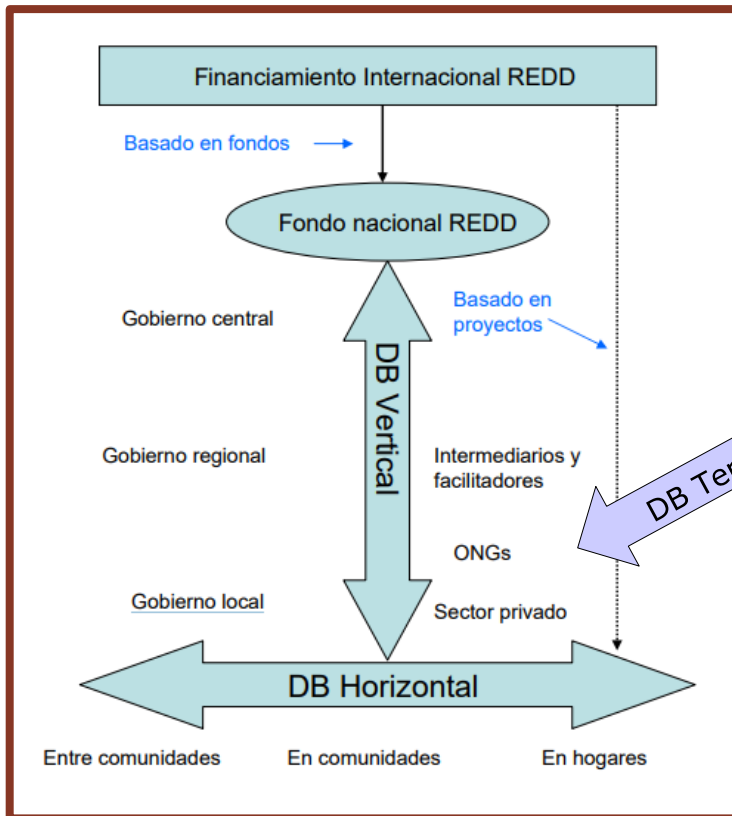 Financiamiento Internacional REDD
Basado en fondos
Fondo nacional REDD
Gobierno central
Basado en
proyectos
DB Vertical
Gobierno regional
Intermediarios y
facilitadores
DB
ONGs
Gobierno local
Sector privado
DB Horizontal
Entre comunidades
En comunidades
En hogares